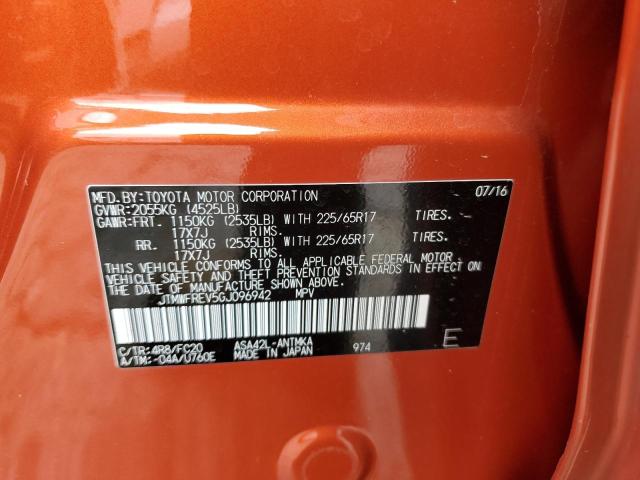 MFD.BY:TOYOTA MOTOR CORPORATION 07/16
GVWR:2055KG (4525LB)
GAWR:FRT. 1150KG (2535LB) WITH 225/65R17 TIRES.
17X7J RIMS.
RR. 1150KG (2535LB) WITH 225/65R17 TIRES.
17X7J RIMS.
THIS VEHICLE CONFORMS TO ALL APPLICABLE FEDERAL MOTOR
VEHICLE SAFETY AND THEFT PREVENTION STANDARDS IN EFFECT
ON THE DATE OF MANUFACTURE SHOWN ABOVE.
JTMWFREV5GJ096942 MPV
C/TR:4R8/FC20 ASA42L-ANTMKA
A/TM:-04A/U760E MADE IN JAPAN 974 E